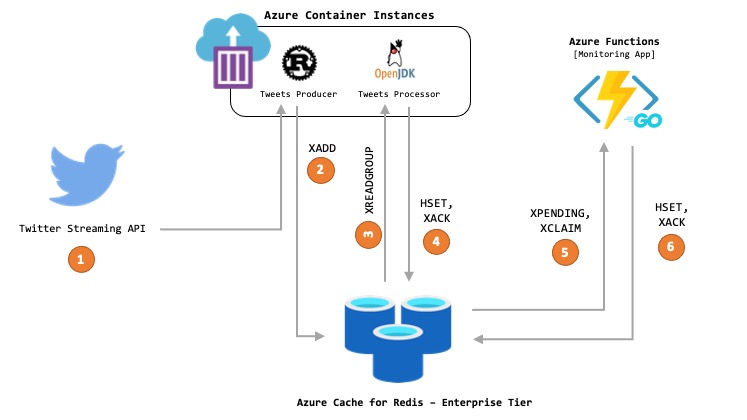 Azure Container Instances
R
OpenJDK
Tweets Producer
Tweets Processor
Azure Functions
[Monitoring App]
GO
XADD
2
XREADGROUP
3
HSET,
XACK
4
Twitter Streaming API
1
XPENDING,
XCLAIM
5
HSET,
XACK
6
Azure Cache for Redis – Enterprise Tier